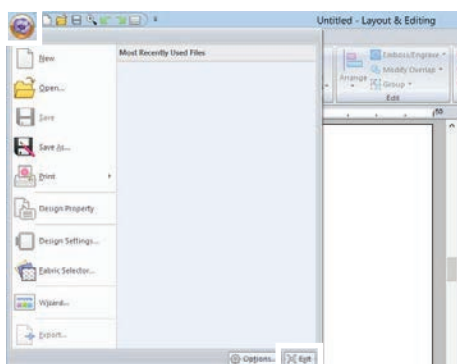 Untitled - Layout & Editing
New
Most Recently Used Files
Open...
Save
Save As...
Print
Design Property
Design Settings...
Fabric Selector...
Wizard...
Export...
Options...
Exit
Emboss/Engrave
Modify Overlap
Group
Arrange
Edit
50